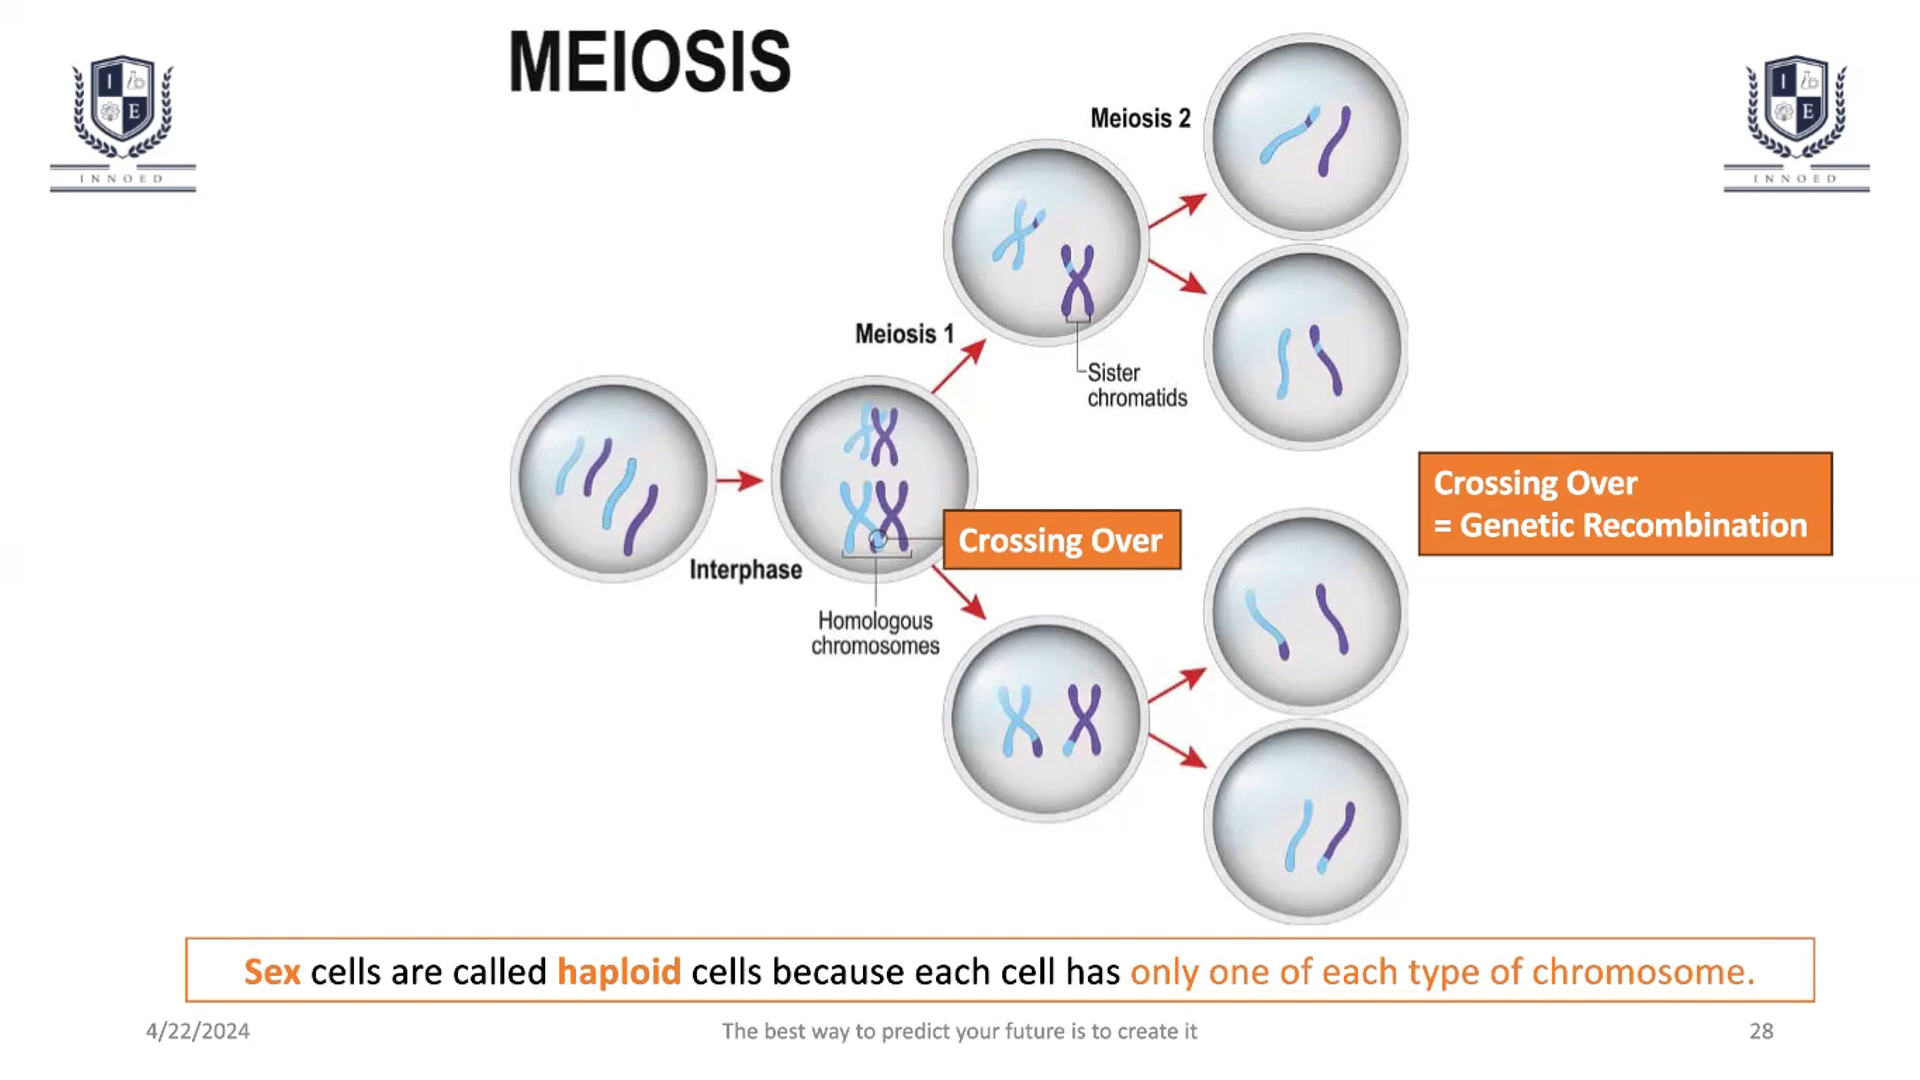 MEIOSIS
I
E
INNOED
I
E
INNOED
Meiosis 2
Meiosis 1
Sister
chromatids
Crossing Over
= Genetic Recombination
Crossing Over
Interphase
Homologous
chromosomes
Sex cells are called haploid cells because each cell has only one of each type of chromosome.
4/22/2024
The best way to predict your future is to create it
28